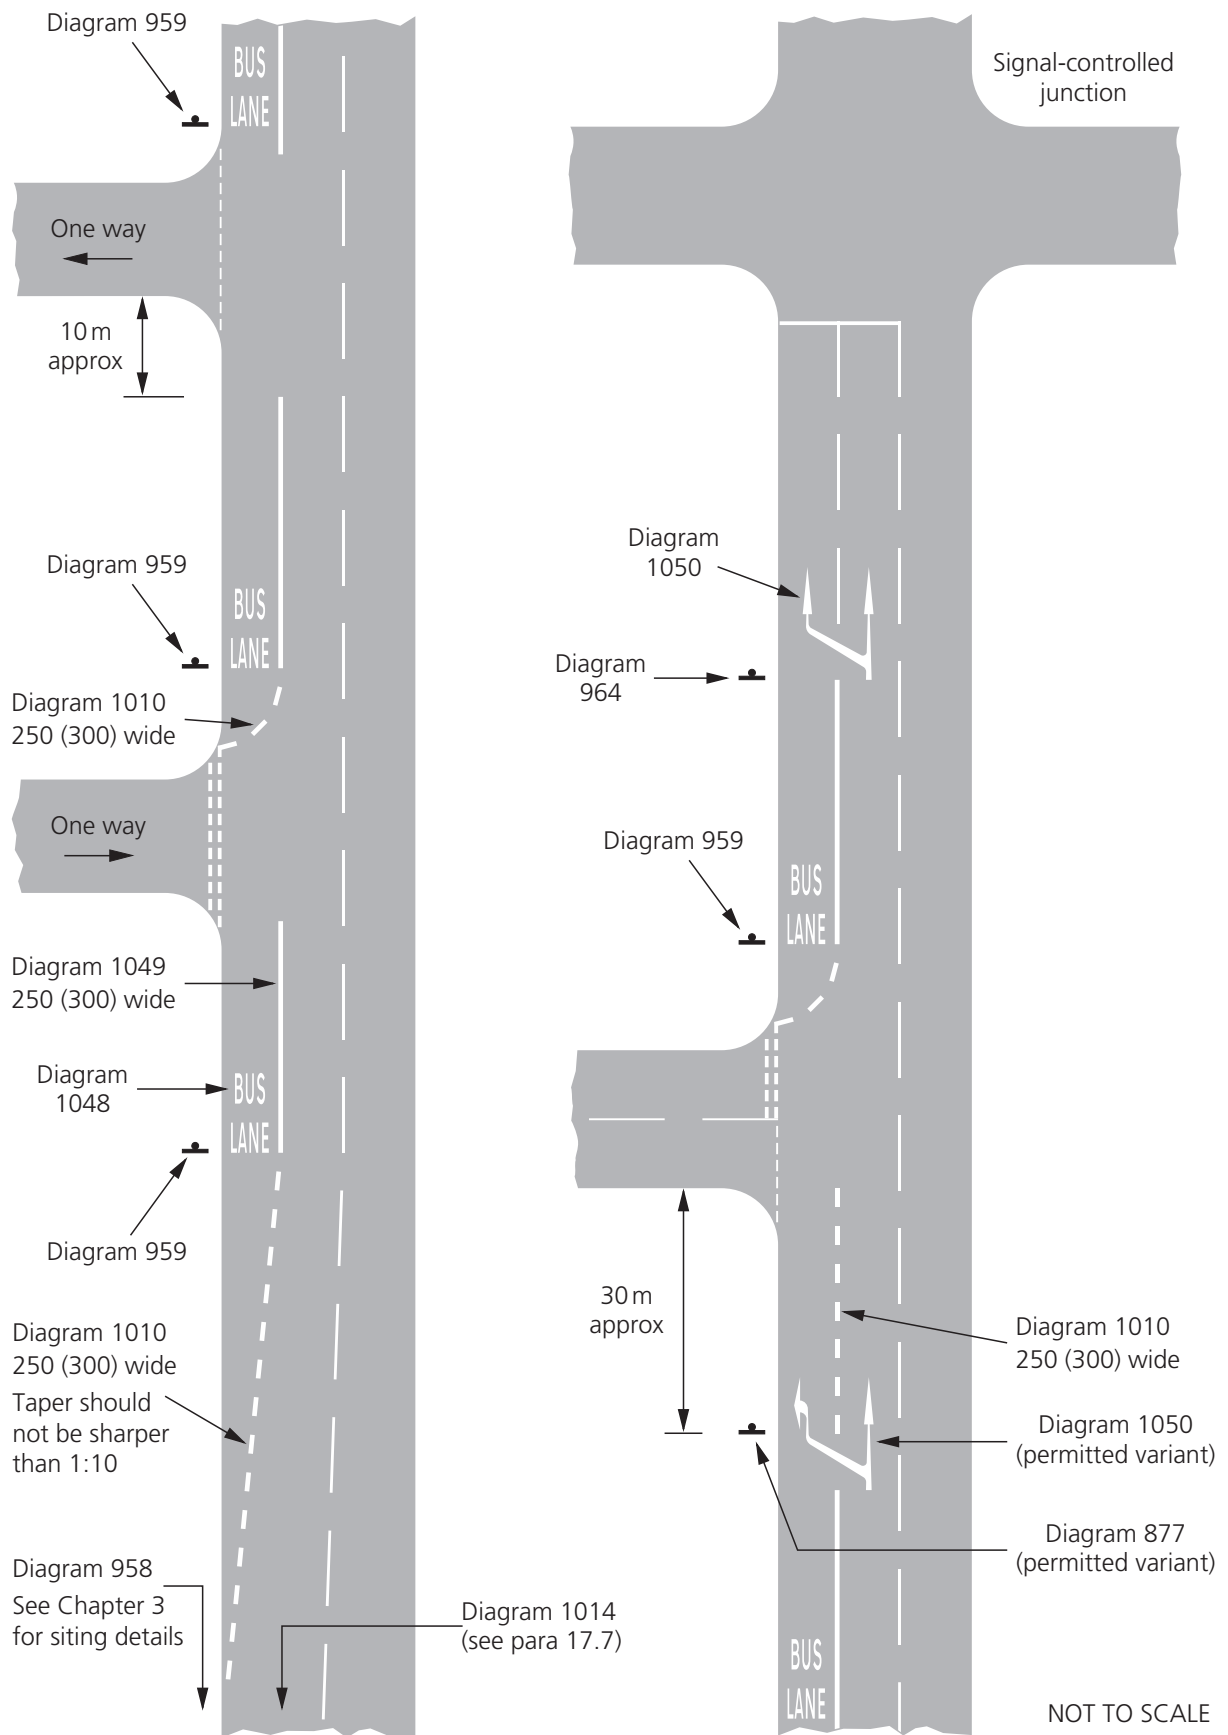 Diagram 959
BUS
LANE
One way
10 m
approx
Diagram 959
BUS
LANE
Diagram 1010
250 (300) wide
One way
Diagram 1049
250 (300) wide
Diagram
1048
BUS
LANE
Diagram 959
Diagram 1010
250 (300) wide
Taper should
not be sharper
than 1:10
Diagram 958
See Chapter 3
for siting details
Diagram 1014
(see para 17.7)
Signal-controlled
junction
Diagram
1050
Diagram
964
Diagram 959
BUS
LANE
30 m
approx
Diagram 1010
250 (300) wide
Diagram 1050
(permitted variant)
Diagram 877
(permitted variant)
BUS
LANE
NOT TO SCALE